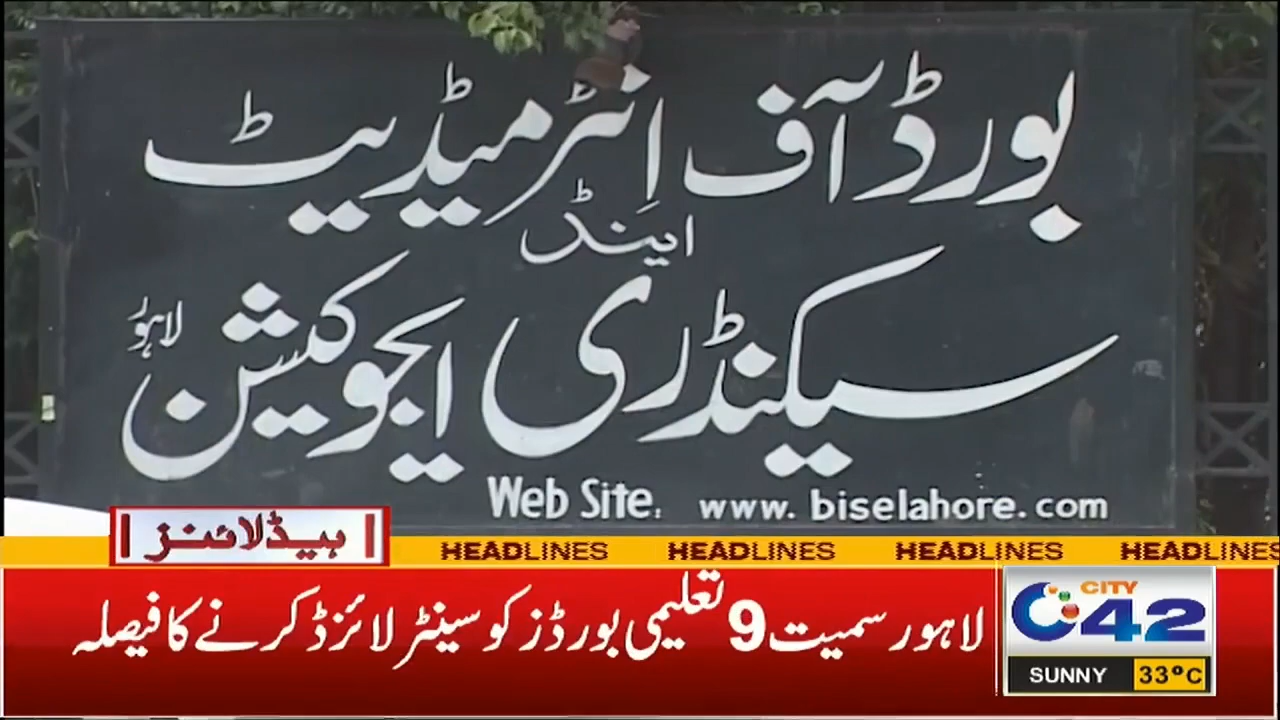 بورڈ آف انٹرمیڈیٹ
اینڈ
سیکنڈری ایجوکیشن لاہور
Web Site: www.biselahore.com
ہیڈلائنز
HEADLINES HEADLINES HEADLINES HEADLINES
لاہور سمیت 9 تعلیمی بورڈز کو سینٹرلائزڈ کرنے کا فیصلہ
CITY
42
SUNNY 33°C